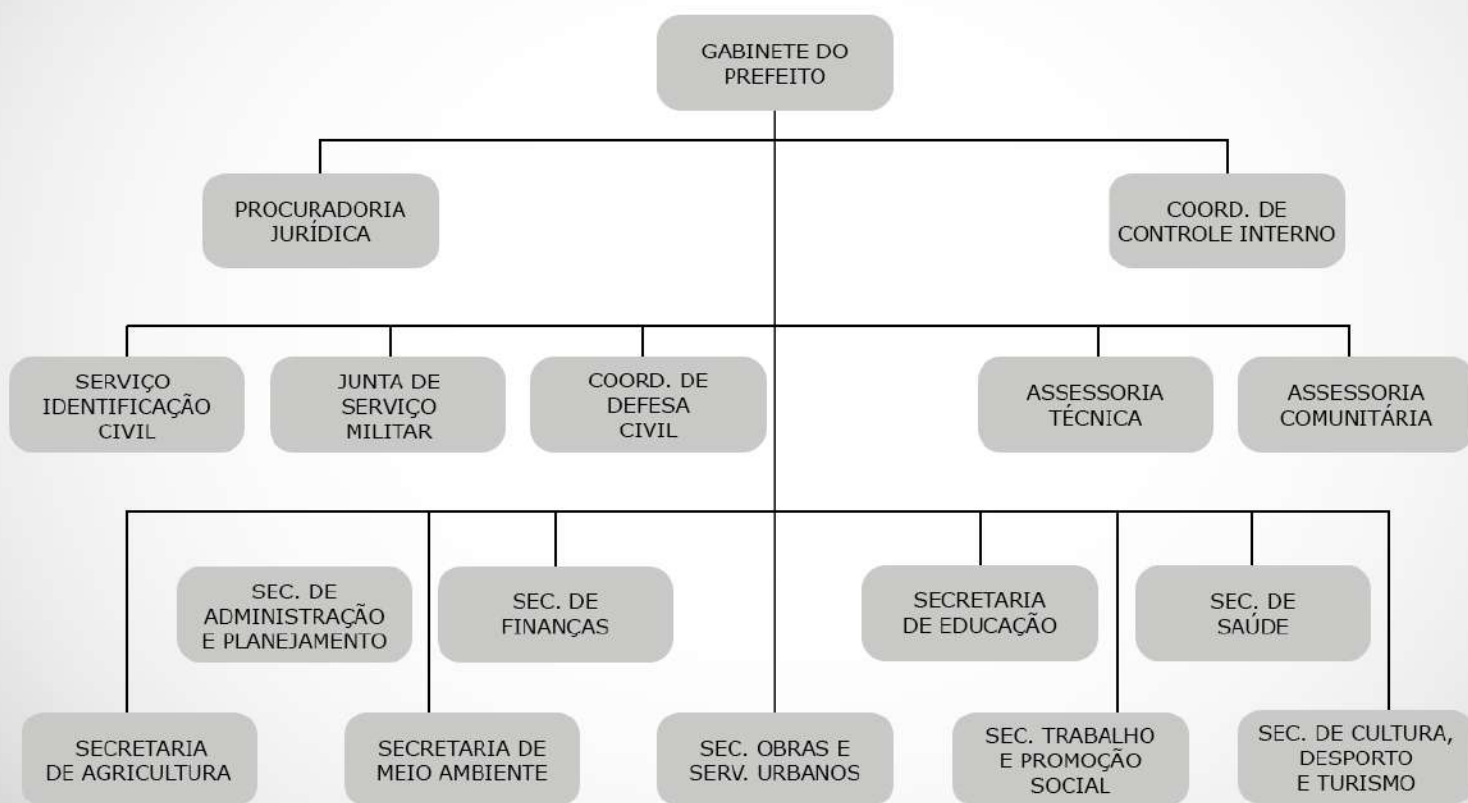 GABINETE DO
PREFEITO
PROCURADORIA
JURÍDICA
COORD. DE
CONTROLE INTERNO
SERVIÇO
IDENTIFICAÇÃO
CIVIL
JUNTA DE
SERVIÇO
MILITAR
COORD. DE
DEFESA
CIVIL
ASSESSORIA
TÉCNICA
ASSESSORIA
COMUNITÁRIA
SEC. DE
ADMINISTRAÇÃO
E PLANEJAMENTO
SEC. DE
FINANÇAS
SECRETARIA
DE EDUCAÇÃO
SEC. DE
SAÚDE
SECRETARIA
DE AGRICULTURA
SECRETARIA DE
MEIO AMBIENTE
SEC. OBRAS E
SERV. URBANOS
SEC. TRABALHO
E PROMOÇÃO
SOCIAL
SEC. DE CULTURA,
DESPORTO
E TURISMO